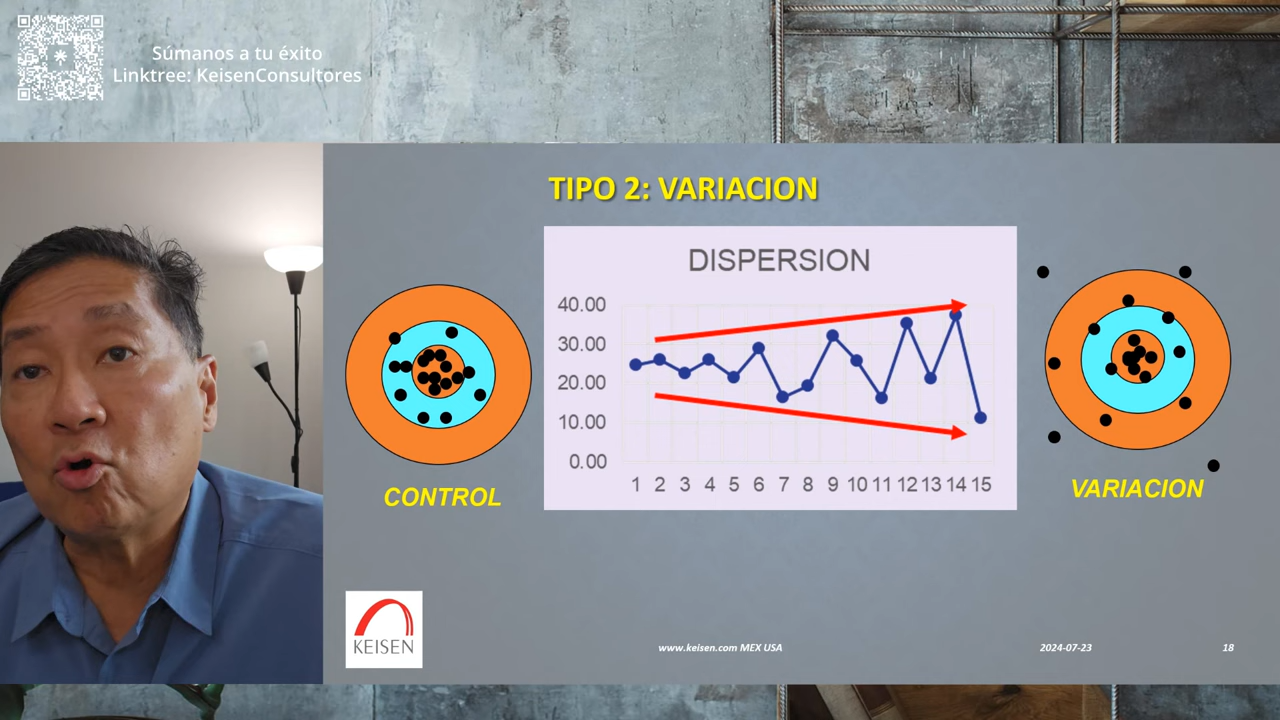 Súmanos a tu éxito
Linktree: KeisenConsultores
TIPO 2: VARIACION
DISPERSION
40.00
30.00
20.00
10.00
0.00
1 2 3 4 5 6 7 8 9 10 11 12 13 14 15
CONTROL
VARIACION
KEISEN
www.keisen.com MEX USA
2024-07-23
18